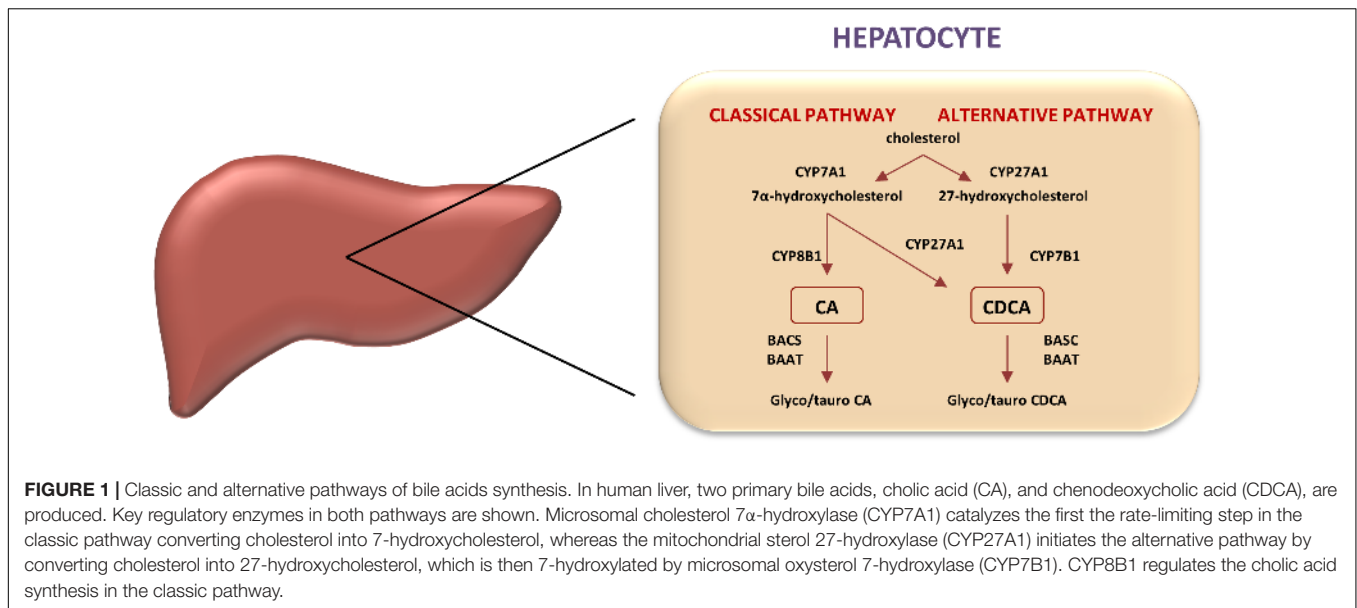 HEPATOCYTE
CLASSICAL PATHWAY ALTERNATIVE PATHWAY
cholesterol
CYP7A1 CYP27A1
7α-hydroxycholesterol 27-hydroxycholesterol
CYP27A1
CYP8B1 CYP7B1
CA CDCA
BACS BASC
BAAT BAAT
Glyco/tauro CA Glyco/tauro CDCA
FIGURE 1 | Classic and alternative pathways of bile acids synthesis. In human liver, two primary bile acids, cholic acid (CA), and chenodeoxycholic acid (CDCA), are
produced. Key regulatory enzymes in both pathways are shown. Microsomal cholesterol 7α-hydroxylase (CYP7A1) catalyzes the first the rate-limiting step in the
classic pathway converting cholesterol into 7-hydroxycholesterol, whereas the mitochondrial sterol 27-hydroxylase (CYP27A1) initiates the alternative pathway by
converting cholesterol into 27-hydroxycholesterol, which is then 7-hydroxylated by microsomal oxysterol 7-hydroxylase (CYP7B1). CYP8B1 regulates the cholic acid
synthesis in the classic pathway.